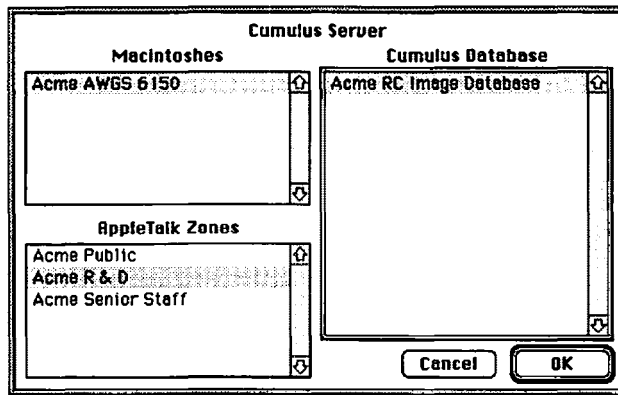 Cumulus Server
Macintoshes
Acme AWGS 6150
AppleTalk Zones
Acme Public
Acme R & D
Acme Senior Staff
Cumulus Database
Acme RC Image Database
Cancel
OK